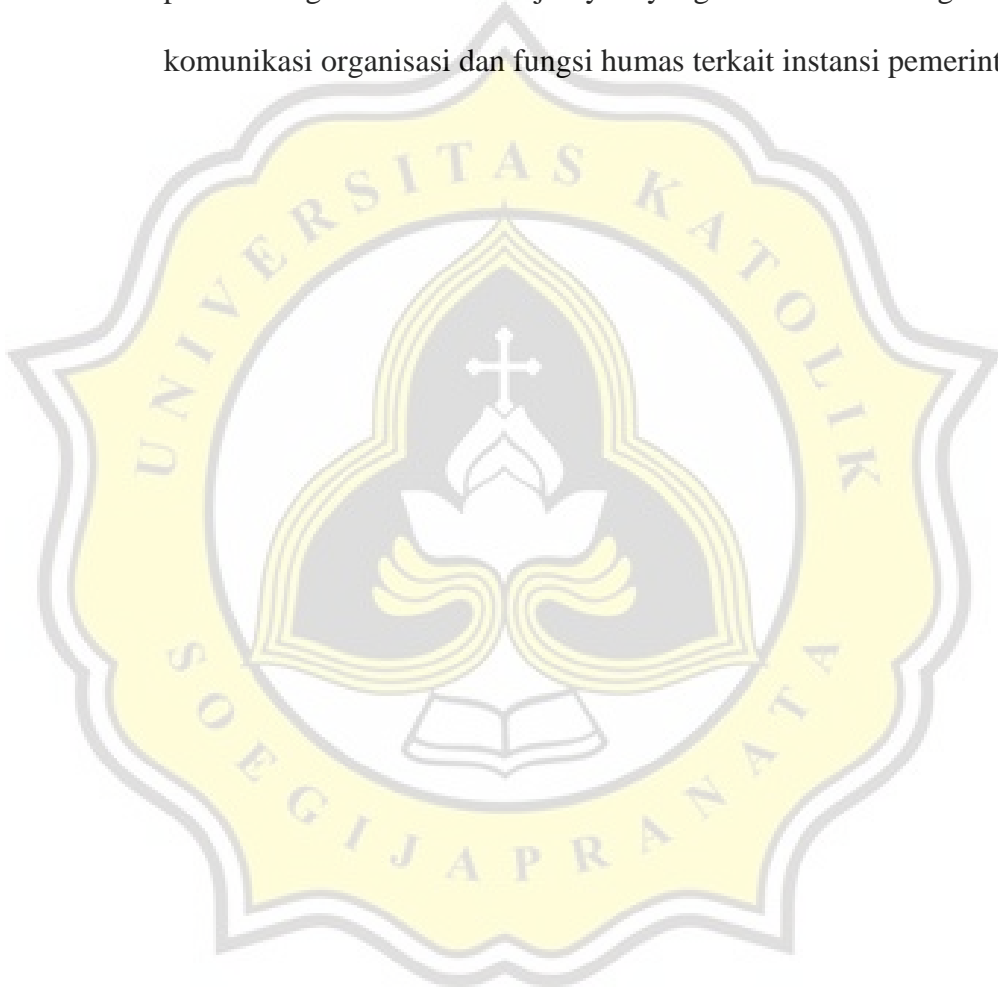 komunikasi organisasi dan fungsi humas terkait instansi pemerint
UNIVERSITAS KATOLIK
SOEGIJAPRANATA